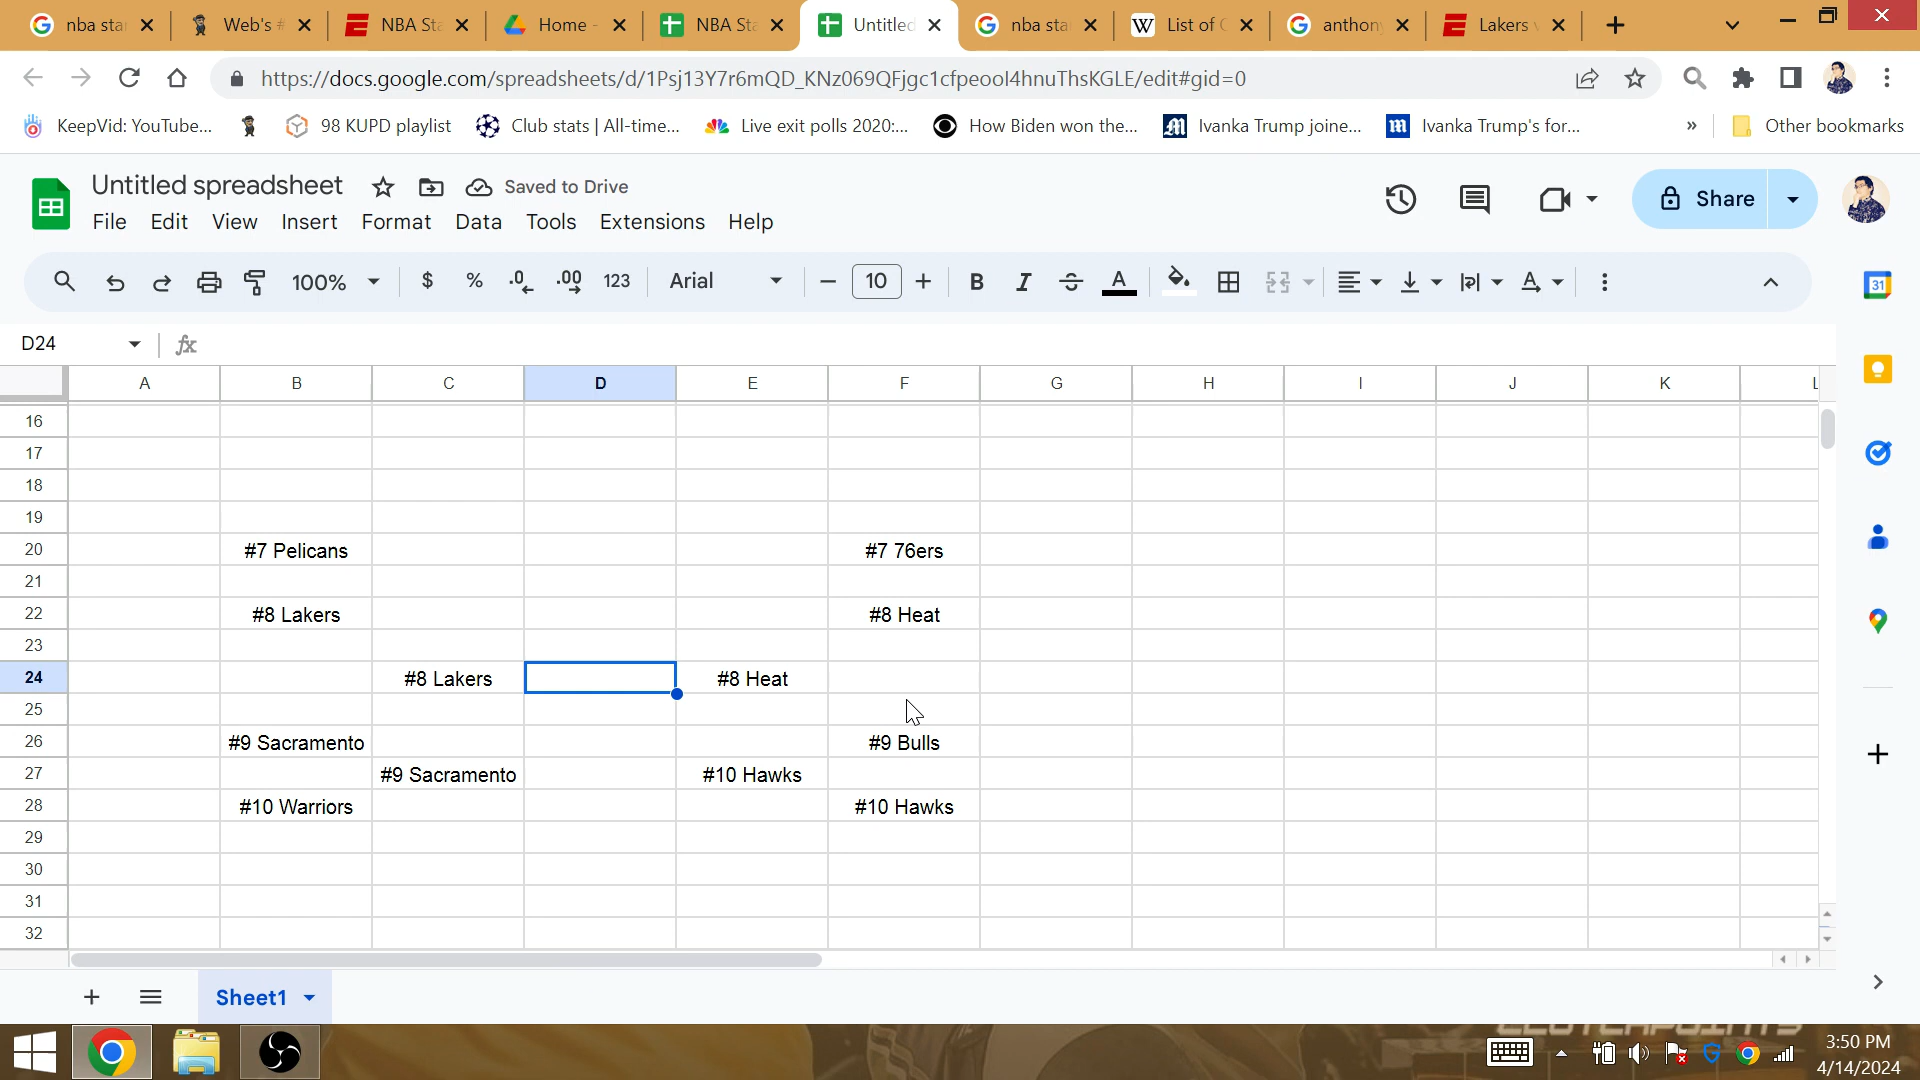 nba sta
Web's #
NBA Sta
Home -
NBA Sta
Untitled
nba sta
W List of C
anthon
Lakers v
https://docs.google.com/spreadsheets/d/1Psj13Y7r6mQD_KNz069QFjgc1cfpeool4hnuThsKGLE/edit#gid=0
KeepVid: YouTube...
98 KUPD playlist
Club stats | All-time...
Live exit polls 2020:...
How Biden won the...
Ivanka Trump joine...
Ivanka Trump's for...
»
Other bookmarks
Untitled spreadsheet
Saved to Drive
File Edit View Insert Format Data Tools Extensions Help
Share
100% $ % .0 .00 123 Arial 10 B I A
31
D24 fx
A B C D E F G H I J K L
16
17
18
19
20 #7 Pelicans #7 76ers
21
22 #8 Lakers #8 Heat
23
24 #8 Lakers #8 Heat
25
26 #9 Sacramento #9 Bulls
27 #9 Sacramento #10 Hawks
28 #10 Warriors #10 Hawks
29
30
31
32
Sheet1
3:50 PM
4/14/2024